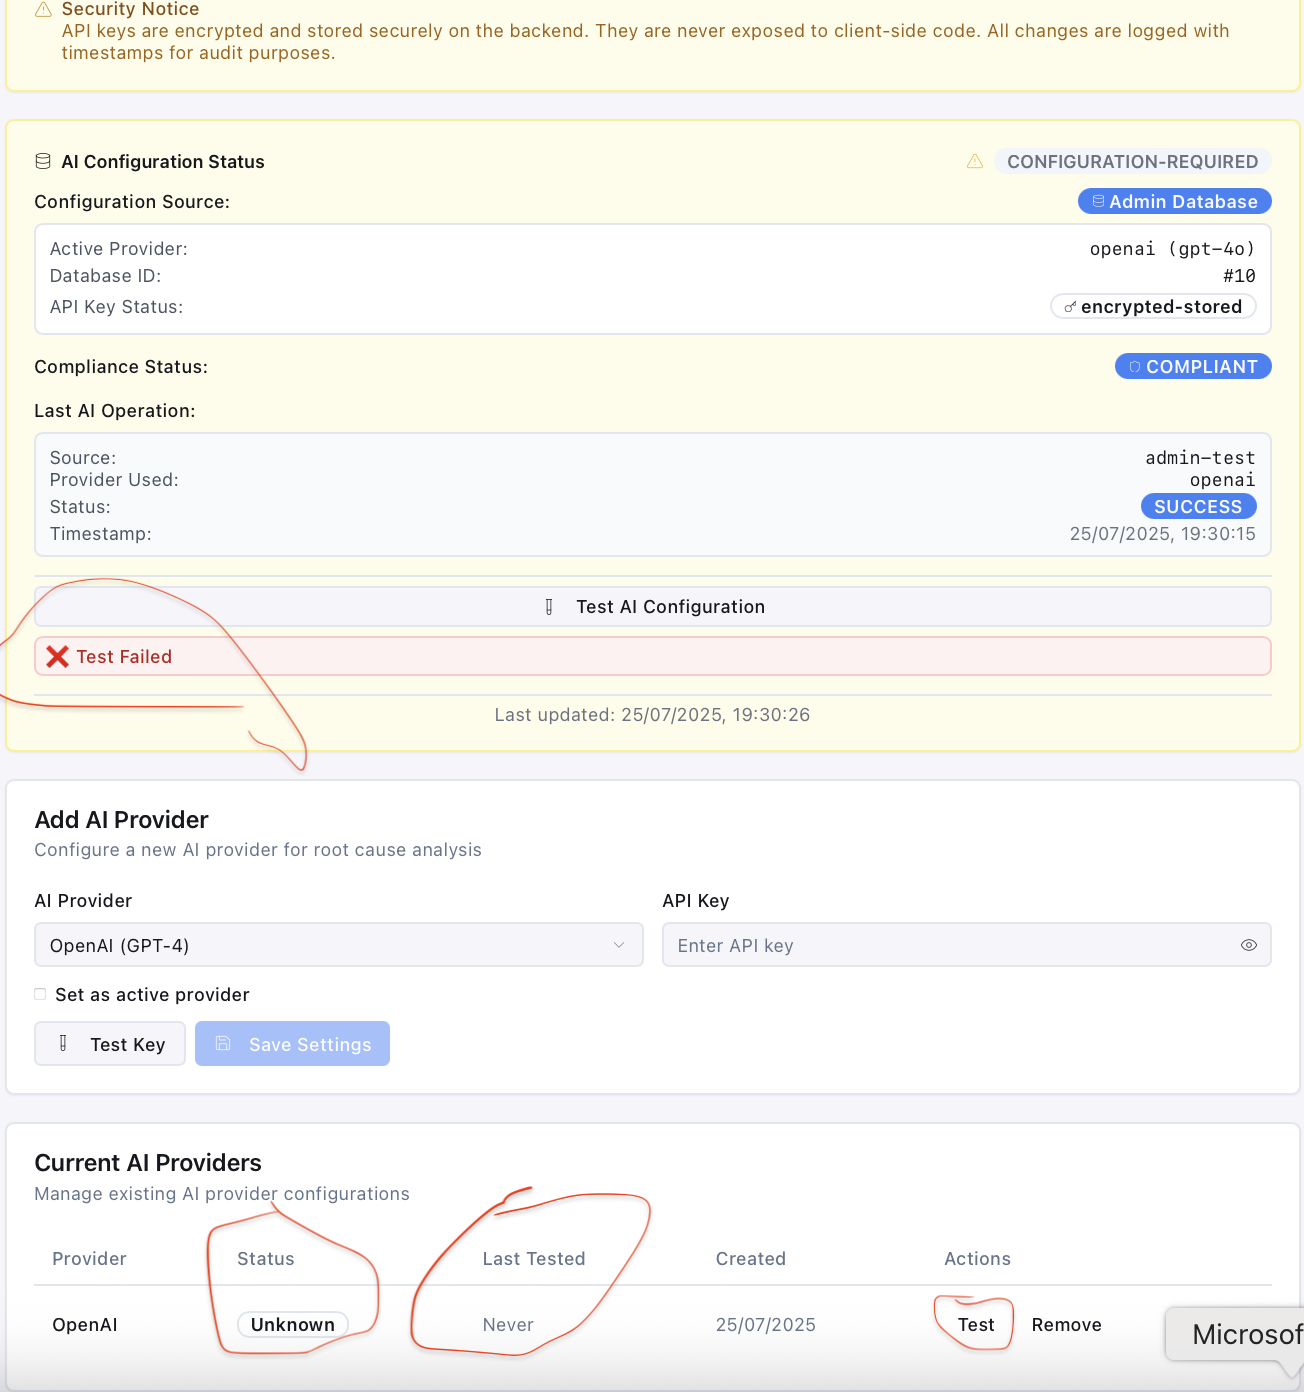 Security Notice
API keys are encrypted and stored securely on the backend. They are never exposed to client-side code. All changes are logged with
timestamps for audit purposes.
AI Configuration Status
CONFIGURATION-REQUIRED
Configuration Source:
Admin Database
Active Provider:
openai (gpt-4o)
Database ID:
#10
API Key Status:
encrypted-stored
Compliance Status:
COMPLIANT
Last AI Operation:
Source:
admin-test
Provider Used:
openai
Status:
SUCCESS
Timestamp:
25/07/2025, 19:30:15
Test AI Configuration
Test Failed
Last updated: 25/07/2025, 19:30:26
Add AI Provider
Configure a new AI provider for root cause analysis
AI Provider
API Key
OpenAI (GPT-4)
Enter API key
Set as active provider
Test Key
Save Settings
Current AI Providers
Manage existing AI provider configurations
Provider Status Last Tested Created Actions
OpenAI Unknown Never 25/07/2025 Test Remove
Microsof